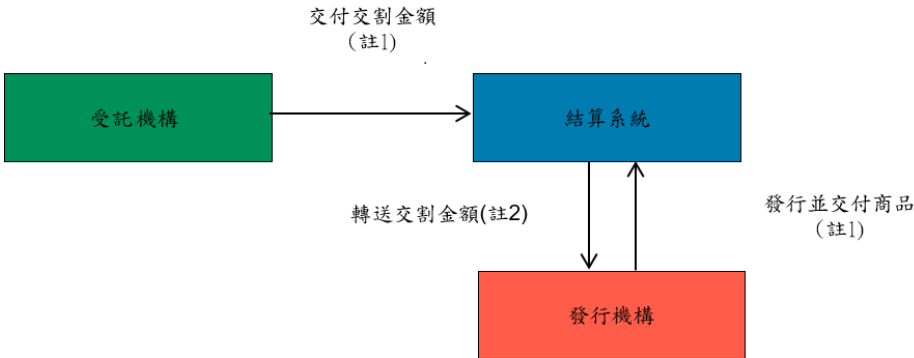 交付交割金額
(註1)
受託機構
結算系統
轉送交割金額(註2)
發行並交付商品
(註1)
發行機構